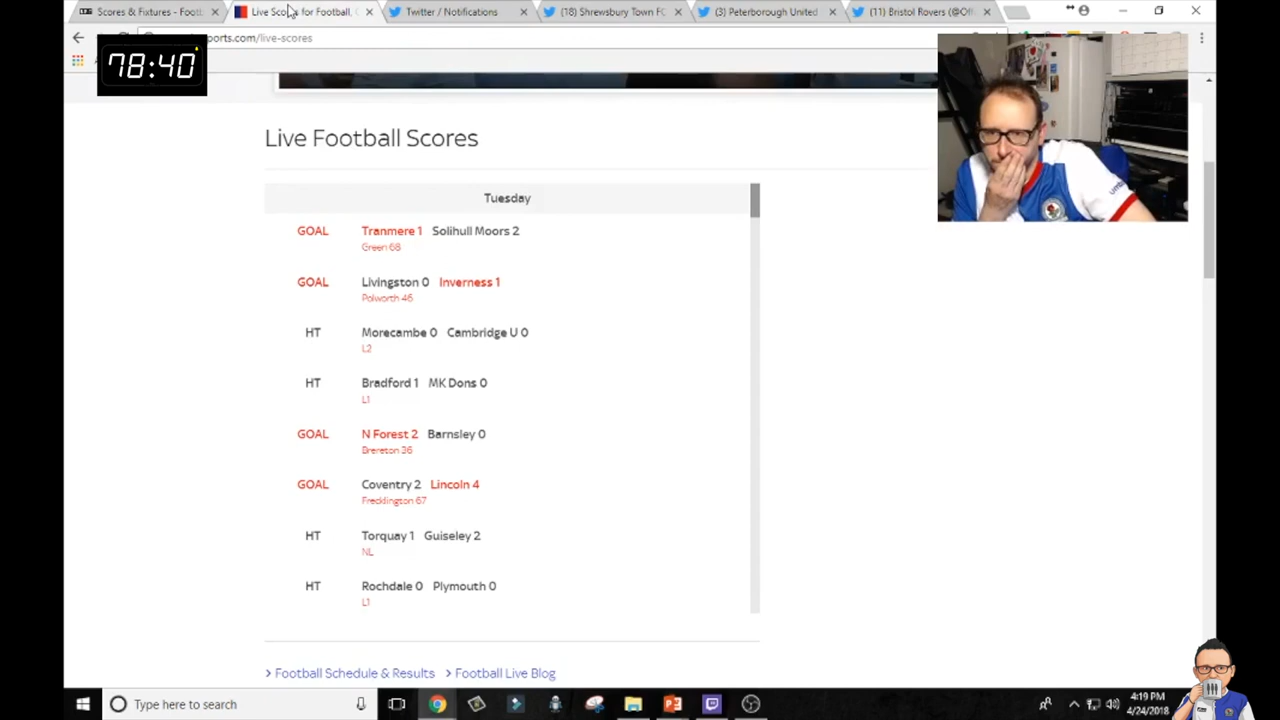 Scores & Fixtures - Footb
Live Scores for Football, C
Twitter / Notifications
(18) Shrewsbury Town FC
(3) Peterborough United
(11) Bristol Rovers (@Offi
ports.com/live-scores
78:40
Live Football Scores
Tuesday
GOAL Tranmere 1 Solihull Moors 2
Green 68
GOAL Livingston 0 Inverness 1
Polworth 46
HT Morecambe 0 Cambridge U 0
L2
HT Bradford 1 MK Dons 0
L1
GOAL N Forest 2 Barnsley 0
Brereton 36
GOAL Coventry 2 Lincoln 4
Frecklington 67
HT Torquay 1 Guiseley 2
NL
HT Rochdale 0 Plymouth 0
L1
> Football Schedule & Results > Football Live Blog
Type here to search
4:19 PM
4/24/2018